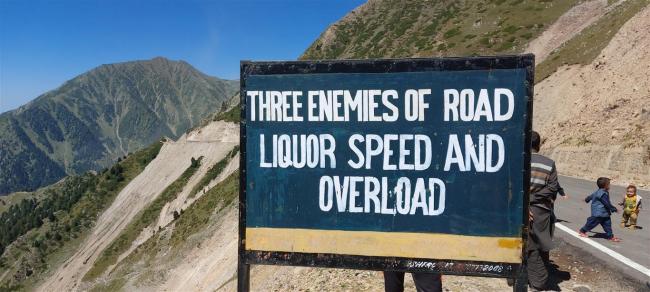 THREE ENEMIES OF ROAD
LIQUOR SPEED AND
OVERLOAD